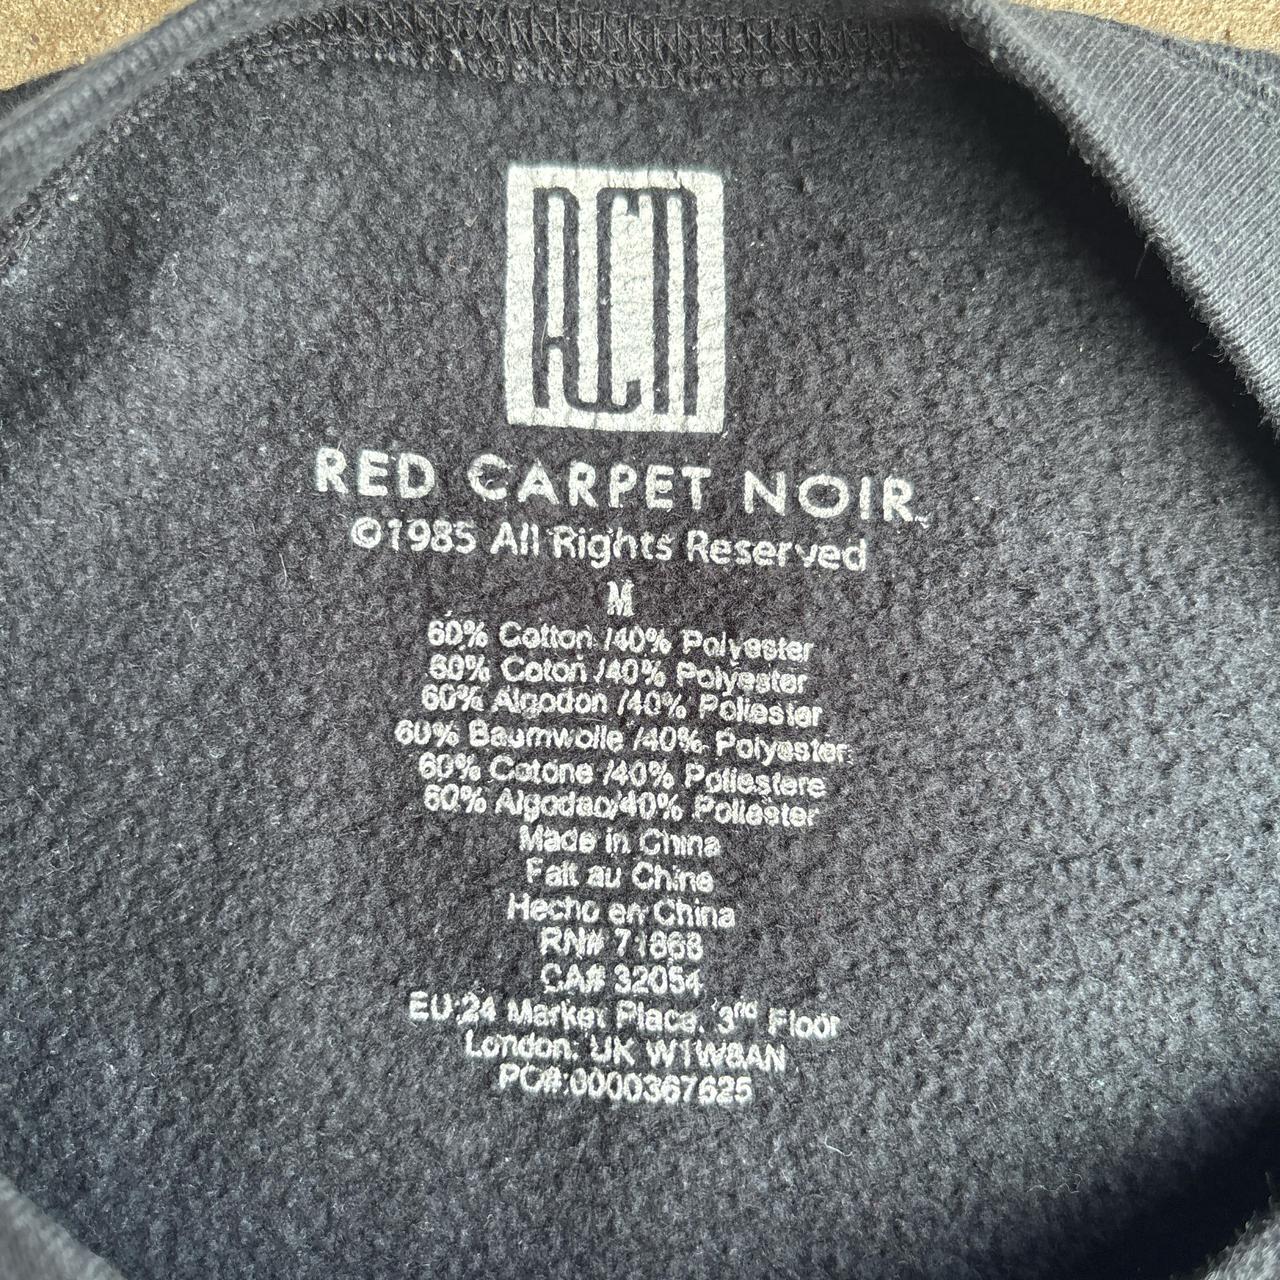 RCN
RED CARPET NOIR™
©1985 All Rights Reserved
M
60% Cotton /40% Polyester
60% Coton /40% Polyester
60% Algodon /40% Poliester
60% Baumwolle /40% Polyester
60% Cotone /40% Poliestere
60% Algodao/40% Poliester
Made in China
Fait au Chine
Hecho en China
RN# 71868
CA# 32054
EU:24 Market Place, 3rd Floor
London, UK W1W8AN
PO#:0000367625